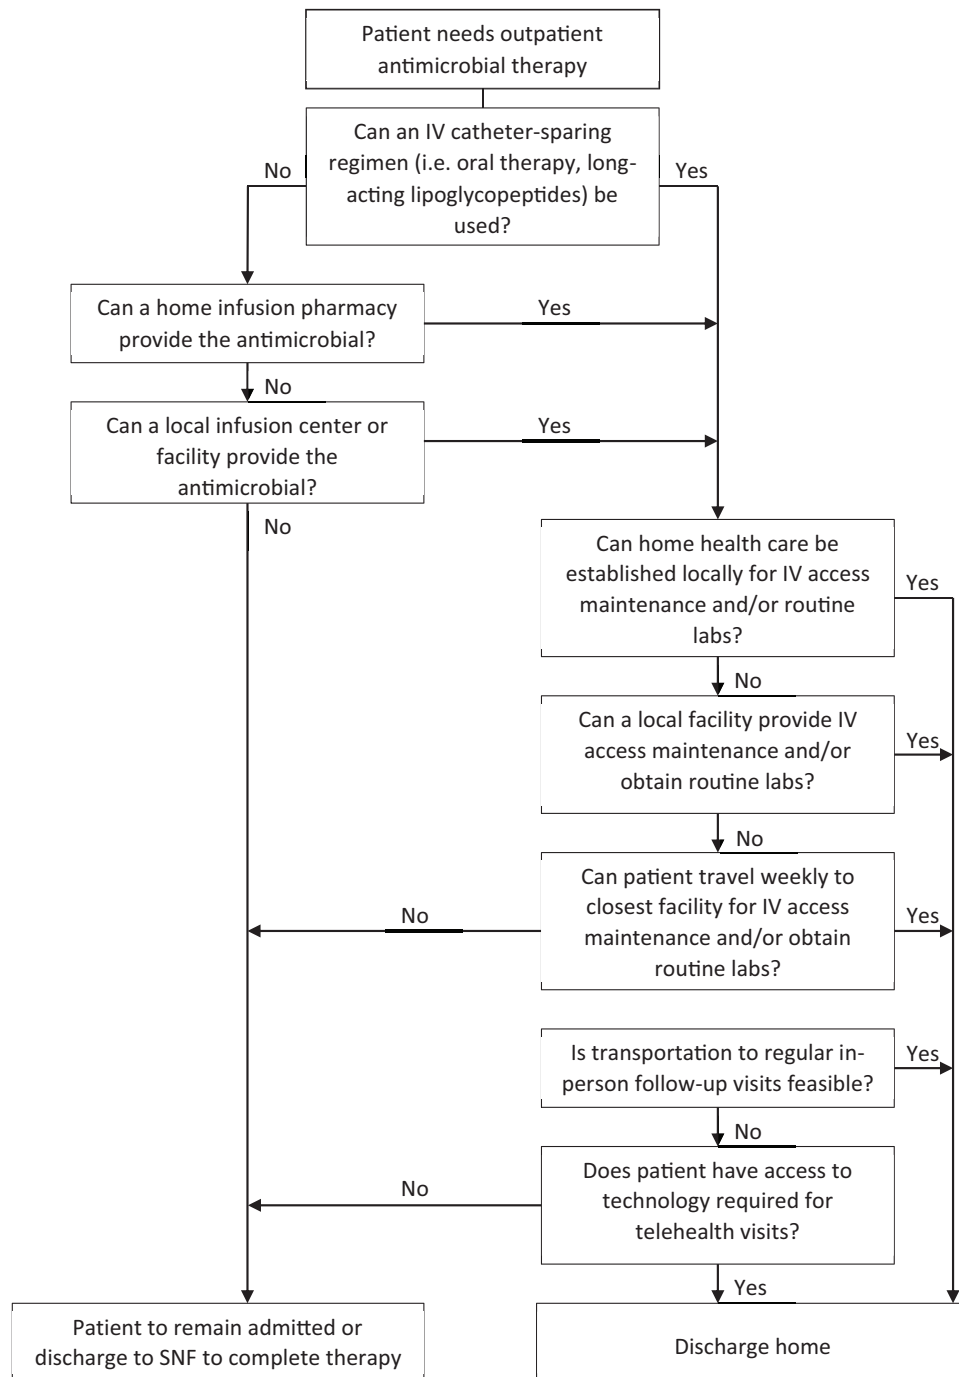 Patient needs outpatient
antimicrobial therapy
Can an IV catheter-sparing
regimen (i.e. oral therapy, long-
acting lipoglycopeptides) be
used?
No
Yes
Can a home infusion pharmacy
provide the antimicrobial?
Yes
No
Can a local infusion center or
facility provide the
antimicrobial?
Yes
No
Can home health care be
established locally for IV access
maintenance and/or routine
labs?
Yes
No
Can a local facility provide IV
access maintenance and/or
obtain routine labs?
Yes
No
Can patient travel weekly to
closest facility for IV access
maintenance and/or obtain
routine labs?
No
Yes
Is transportation to regular in-
person follow-up visits feasible?
Yes
No
Does patient have access to
technology required for
telehealth visits?
No
Yes
Patient to remain admitted or
discharge to SNF to complete therapy
Discharge home